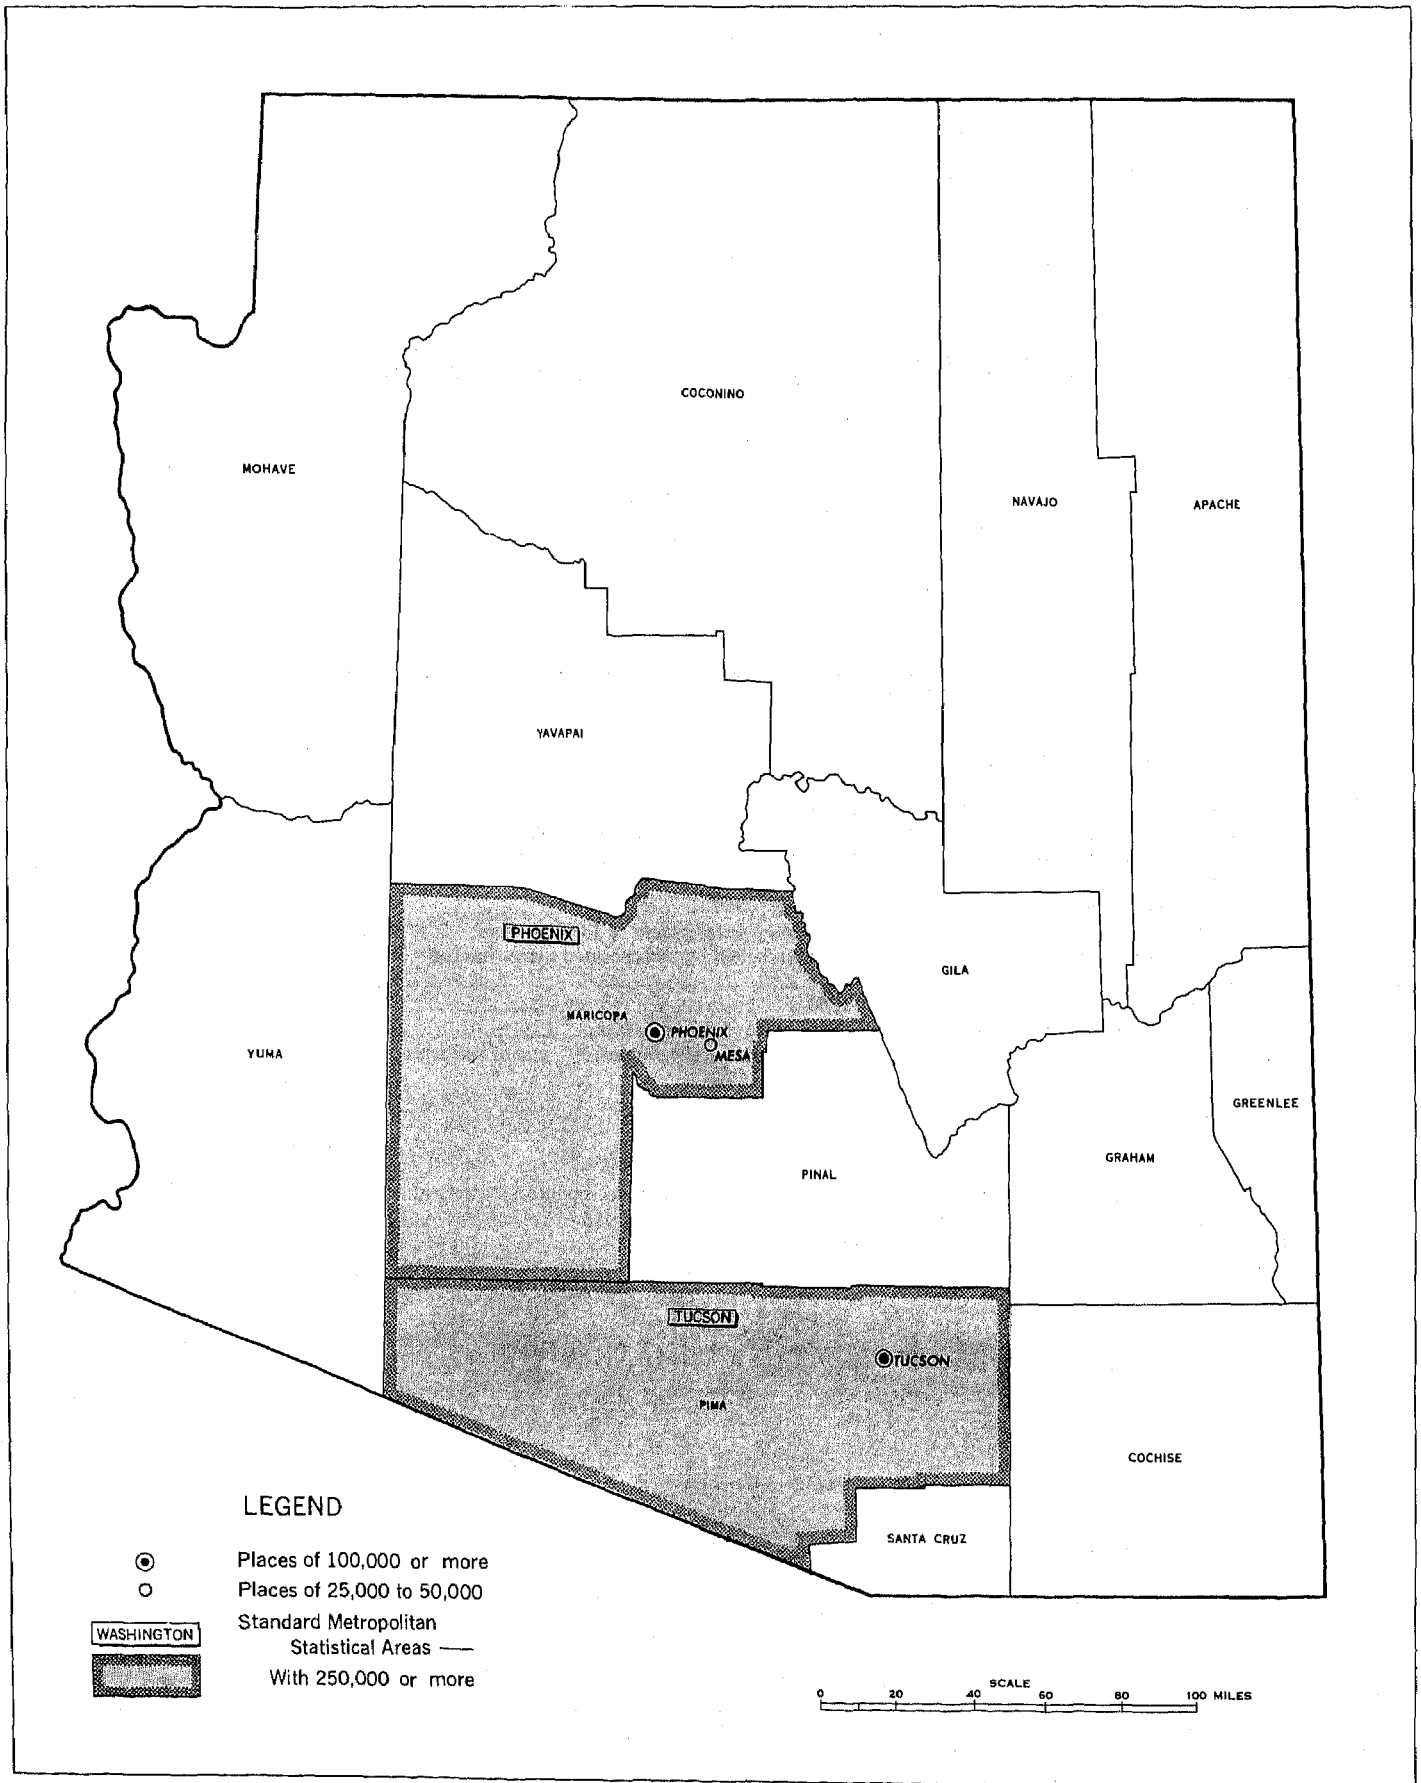 COCONINO
MOHAVE
NAVAJO
APACHE
YAVAPAI
PHOENIX
GILA
MARICOPA
PHOENIX
MESA
YUMA
GREENLEE
GRAHAM
PINAL
TUCSON
TUCSON
PIMA
COCHISE
SANTA CRUZ
LEGEND
Places of 100,000 or more
Places of 25,000 to 50,000
WASHINGTON
Standard Metropolitan
Statistical Areas —
With 250,000 or more
SCALE
0 20 40 60 80 100 MILES